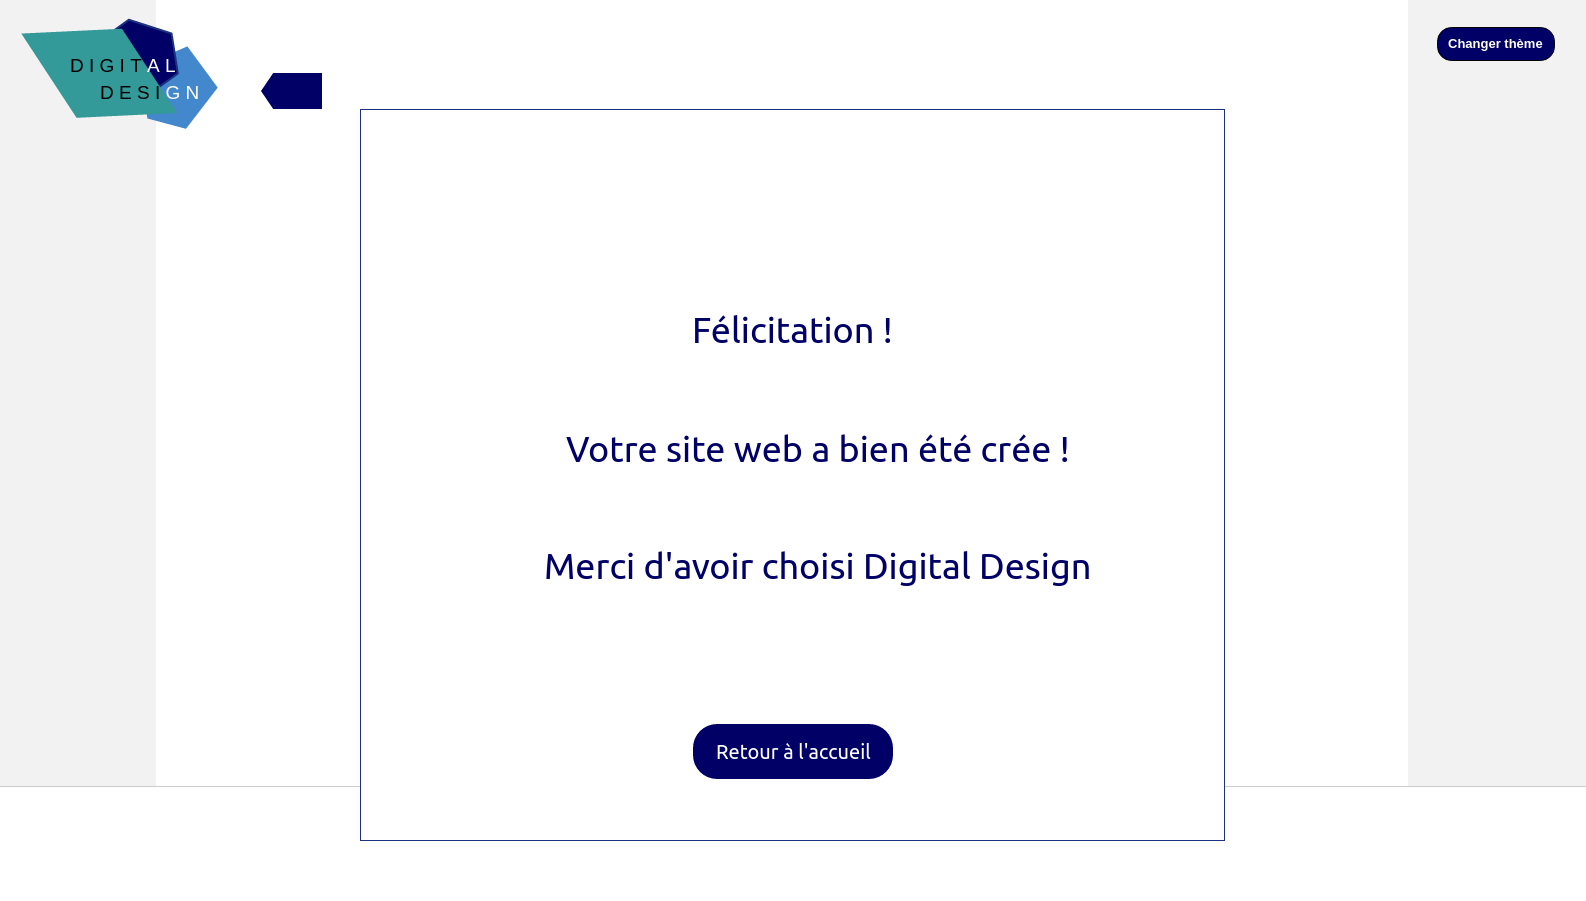 DIGITAL
DESIGN
Changer thème
Félicitation !
Votre site web a bien été crée !
Merci d'avoir choisi Digital Design
Retour à l'accueil